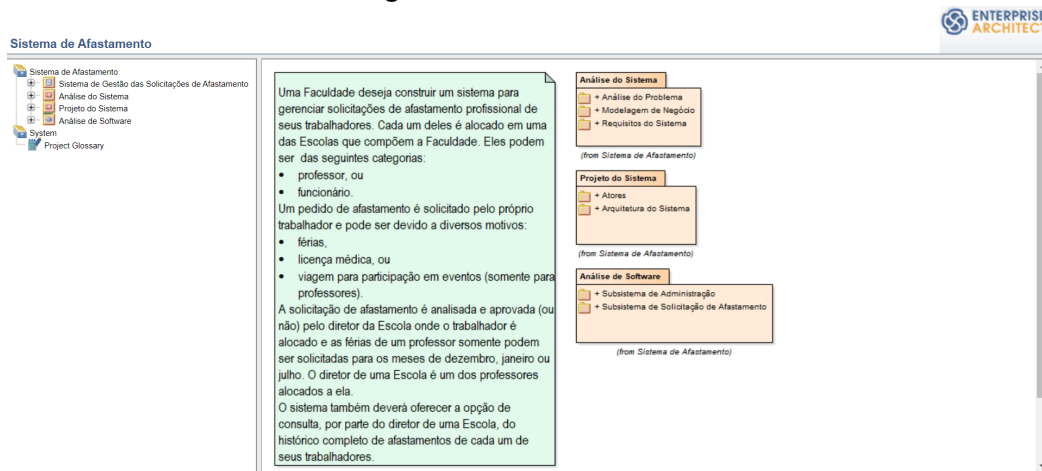 ENTERPRISE
ARCHITECT
Sistema de Afastamento
Sistema de Afastamento
Sistema de Gestão das Solicitações de Afastamento
Análise do Sistema
Projeto do Sistema
Análise de Software
System
Project Glossary
Uma Faculdade deseja construir um sistema para
gerenciar solicitações de afastamento profissional de
seus trabalhadores. Cada um deles é alocado em uma
das Escolas que compõem a Faculdade. Eles podem
ser das seguintes categorias:
• professor, ou
• funcionário.
Um pedido de afastamento é solicitado pelo próprio
trabalhador e pode ser devido a diversos motivos:
• férias,
• licença médica, ou
• viagem para participação em eventos (somente para
professores).
A solicitação de afastamento é analisada e aprovada (ou
não) pelo diretor da Escola onde o trabalhador é
alocado e as férias de um professor somente podem
ser solicitadas para os meses de dezembro, janeiro ou
julho. O diretor de uma Escola é um dos professores
alocados a ela.
O sistema também deverá oferecer a opção de
consulta, por parte do diretor de uma Escola, do
histórico completo de afastamentos de cada um de
seus trabalhadores.
Análise do Sistema
+ Análise do Problema
+ Modelagem de Negócio
+ Requisitos do Sistema
(from Sistema de Afastamento)
Projeto do Sistema
+ Atores
+ Arquitetura do Sistema
(from Sistema de Afastamento)
Análise de Software
+ Subsistema de Administração
+ Subsistema de Solicitação de Afastamento
(from Sistema de Afastamento)